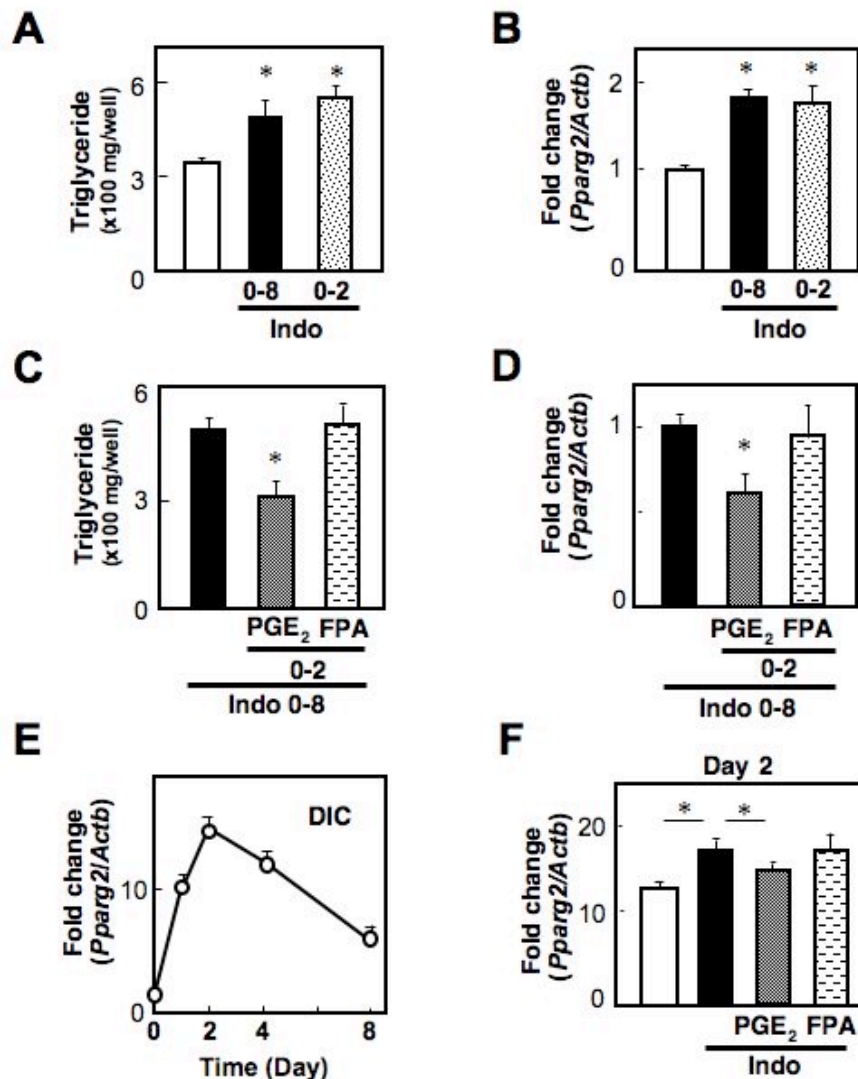 A
Triglyceride
(x100 mg/well)
6
3
0
*
*
0-8
0-2
Indo
B
Fold change
(Pparg2/Actb)
2
1
0
*
*
0-8
0-2
Indo
C
Triglyceride
(x100 mg/well)
6
3
0
*
PGE₂ FPA
0-2
Indo 0-8
D
Fold change
(Pparg2/Actb)
1
0
*
PGE₂ FPA
0-2
Indo 0-8
E
Fold change
(Pparg2/Actb)
10
0
DIC
0 2 4 8
Time (Day)
F
Day 2
Fold change
(Pparg2/Actb)
20
10
0
*
*
PGE₂ FPA
Indo